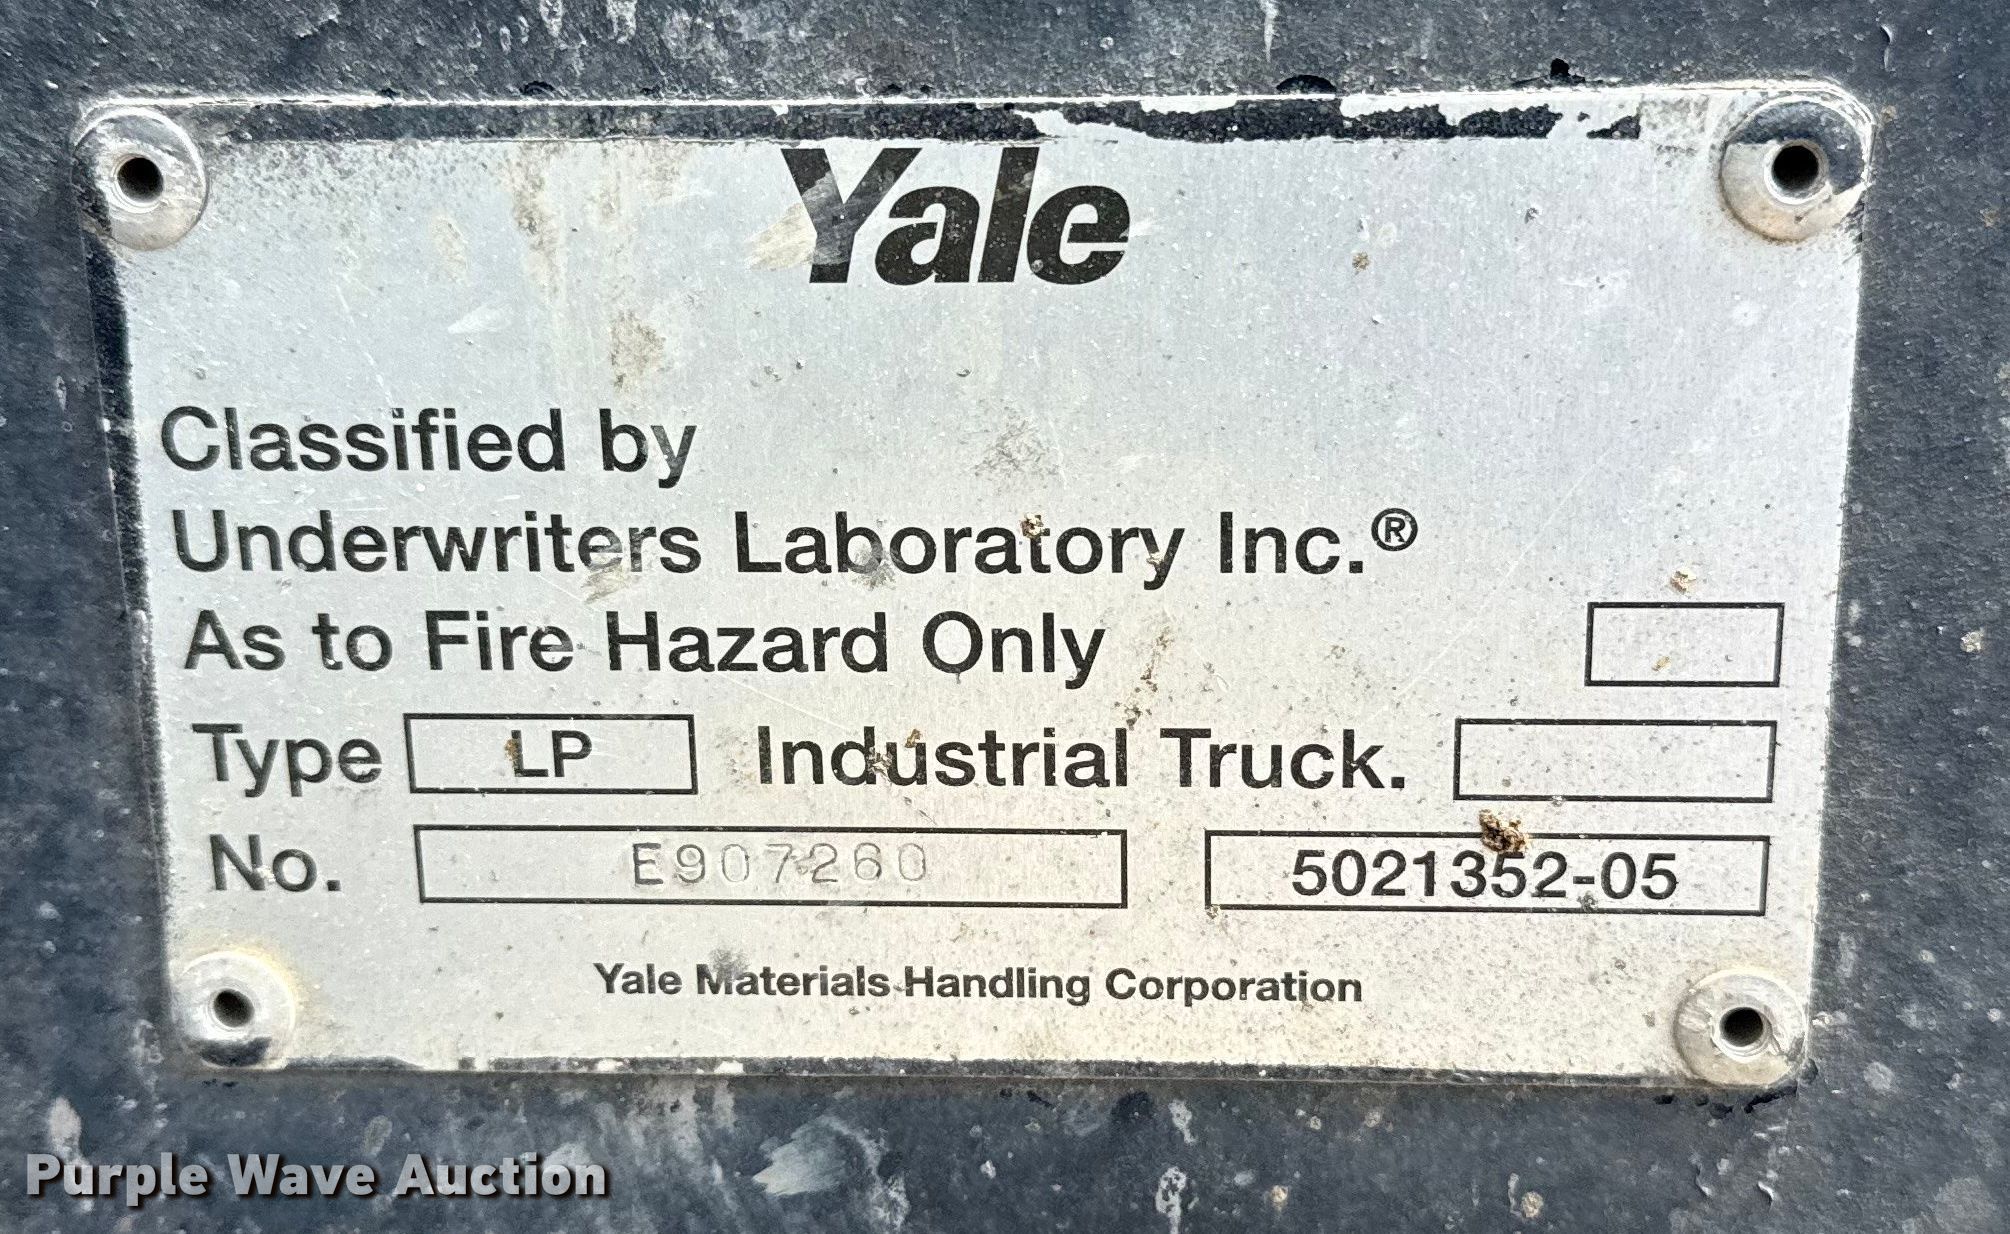 Yale
Classified by
Underwriters Laboratory Inc.®
As to Fire Hazard Only
Type LP Industrial Truck.
No. E907260 5021352-05
Yale Materials Handling Corporation
Purple Wave Auction